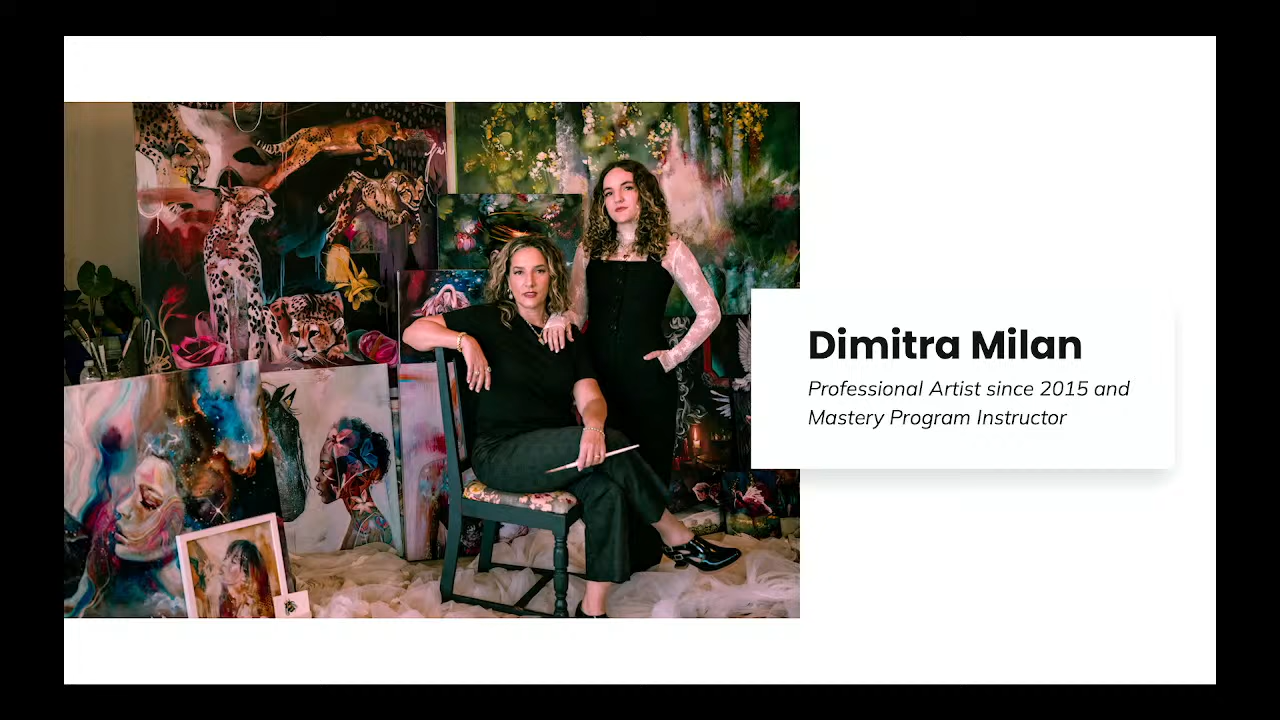 Dimitra Milan
Professional Artist since 2015 and
Mastery Program Instructor